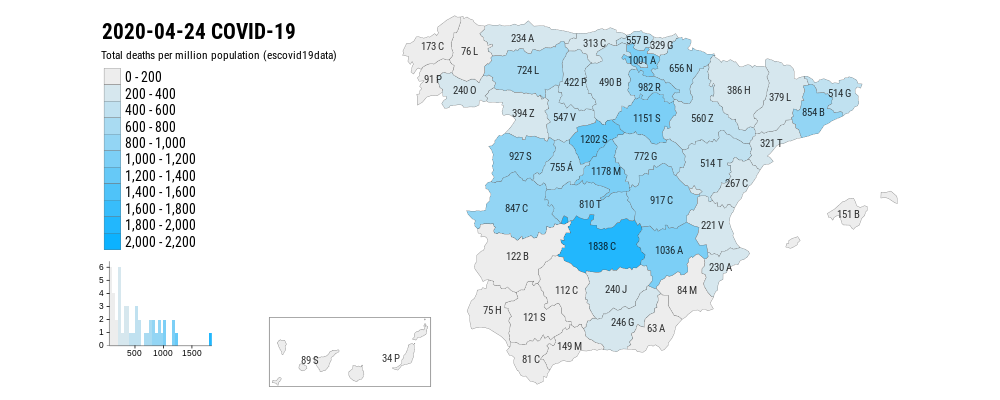 2020-04-24 COVID-19
Total deaths per million population (escovid19data)
0 - 200
200 - 400
400 - 600
600 - 800
800 - 1,000
1,000 - 1,200
1,200 - 1,400
1,400 - 1,600
1,600 - 1,800
1,800 - 2,000
2,000 - 2,200
6
5
4
3
2
1
0
500 1000 1500
173 C
76 L
234 A
313 C
557 B
329 G
91 P
240 O
724 L
422 P
490 B
1001 A
656 N
982 R
386 H
379 L
514 G
854 B
394 Z
547 V
1151 S
560 Z
321 T
1202 S
927 S
755 Á
1178 M
772 G
514 T
267 C
847 C
810 T
917 C
151 B
221 V
122 B
1838 C
1036 A
230 A
112 C
240 J
84 M
75 H
121 S
246 G
63 A
149 M
81 C
89 S
34 P